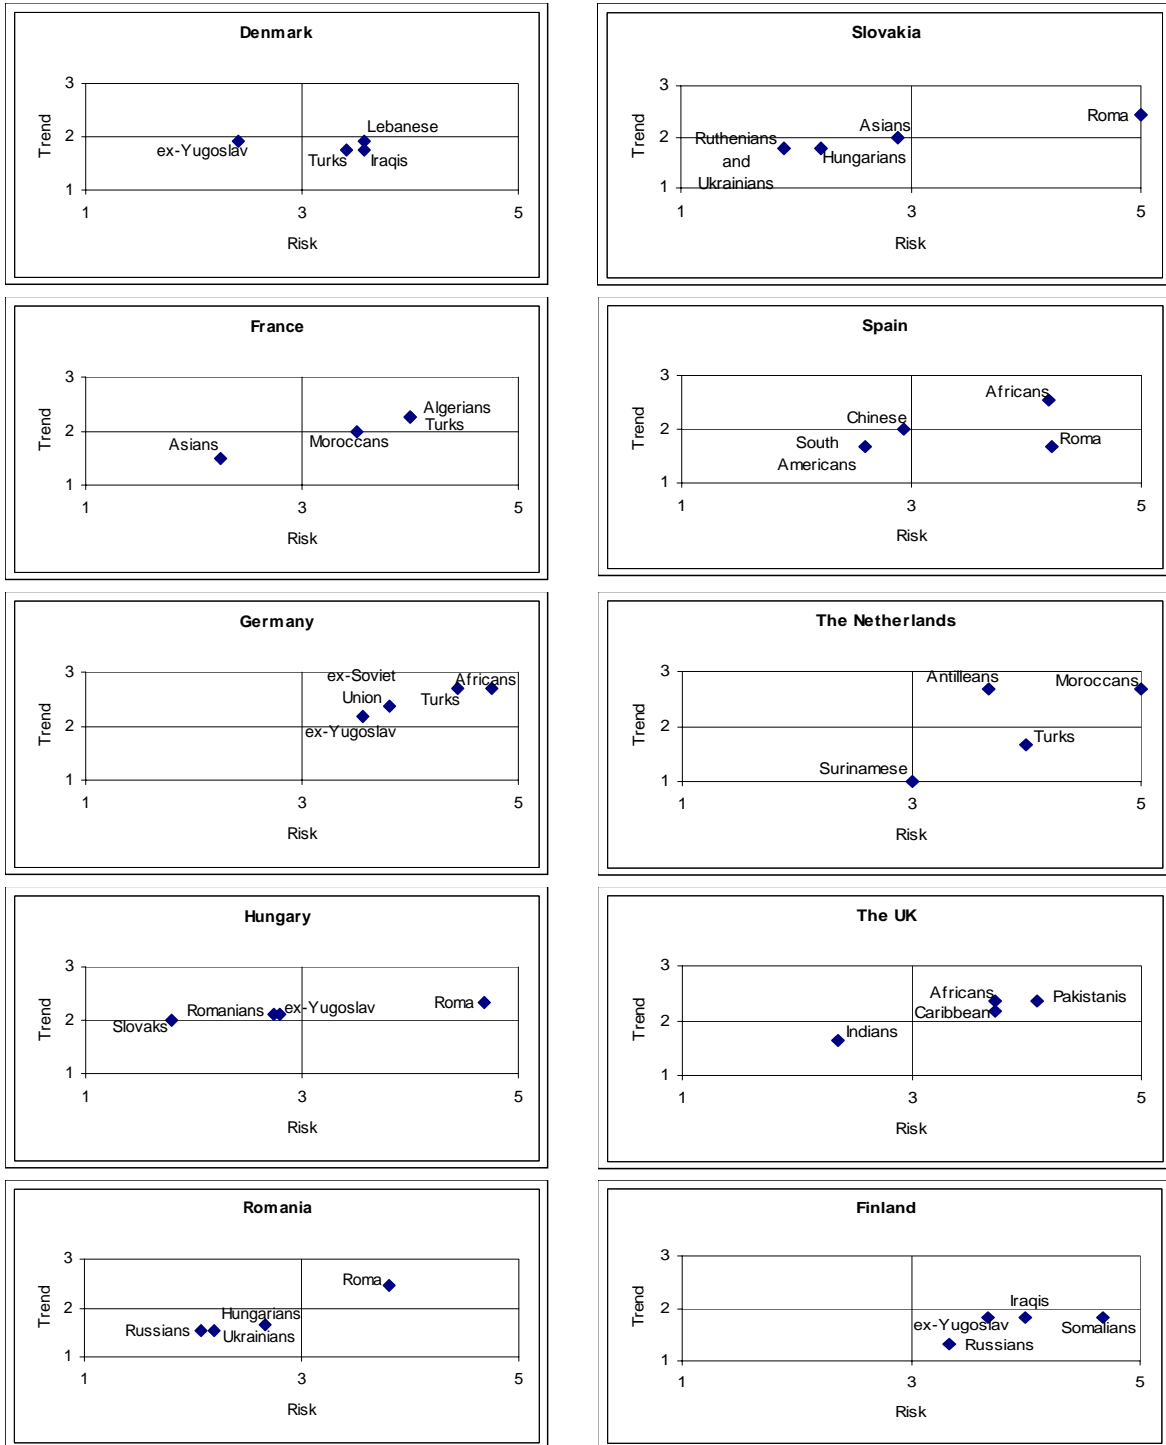 Denmark
3
Trend
2
1
ex-Yugoslav
Lebanese
Turks
Iraqis
1
3
5
Risk
Slovakia
3
Trend
2
1
Ruthenians
and
Ukrainians
Hungarians
Asians
Roma
1
3
5
Risk
France
3
Trend
2
1
Asians
Moroccans
Algerians
Turks
1
3
5
Risk
Spain
3
Trend
2
1
Africans
Chinese
South
Americans
Roma
1
3
5
Risk
Germany
3
Trend
2
1
ex-Soviet
Union
ex-Yugoslav
Turks
Africans
1
3
5
Risk
The Netherlands
3
Trend
2
1
Antilleans
Moroccans
Turks
Surinamese
1
3
5
Risk
Hungary
3
Trend
2
1
Slovaks
Romanians
ex-Yugoslav
Roma
1
3
5
Risk
The UK
3
Trend
2
1
Africans
Caribbean
Pakistanis
Indians
1
3
5
Risk
Romania
3
Trend
2
1
Roma
Hungarians
Russians
Ukrainians
1
3
5
Risk
Finland
3
Trend
2
1
Iraqis
ex-Yugoslav
Somalians
Russians
1
3
5
Risk